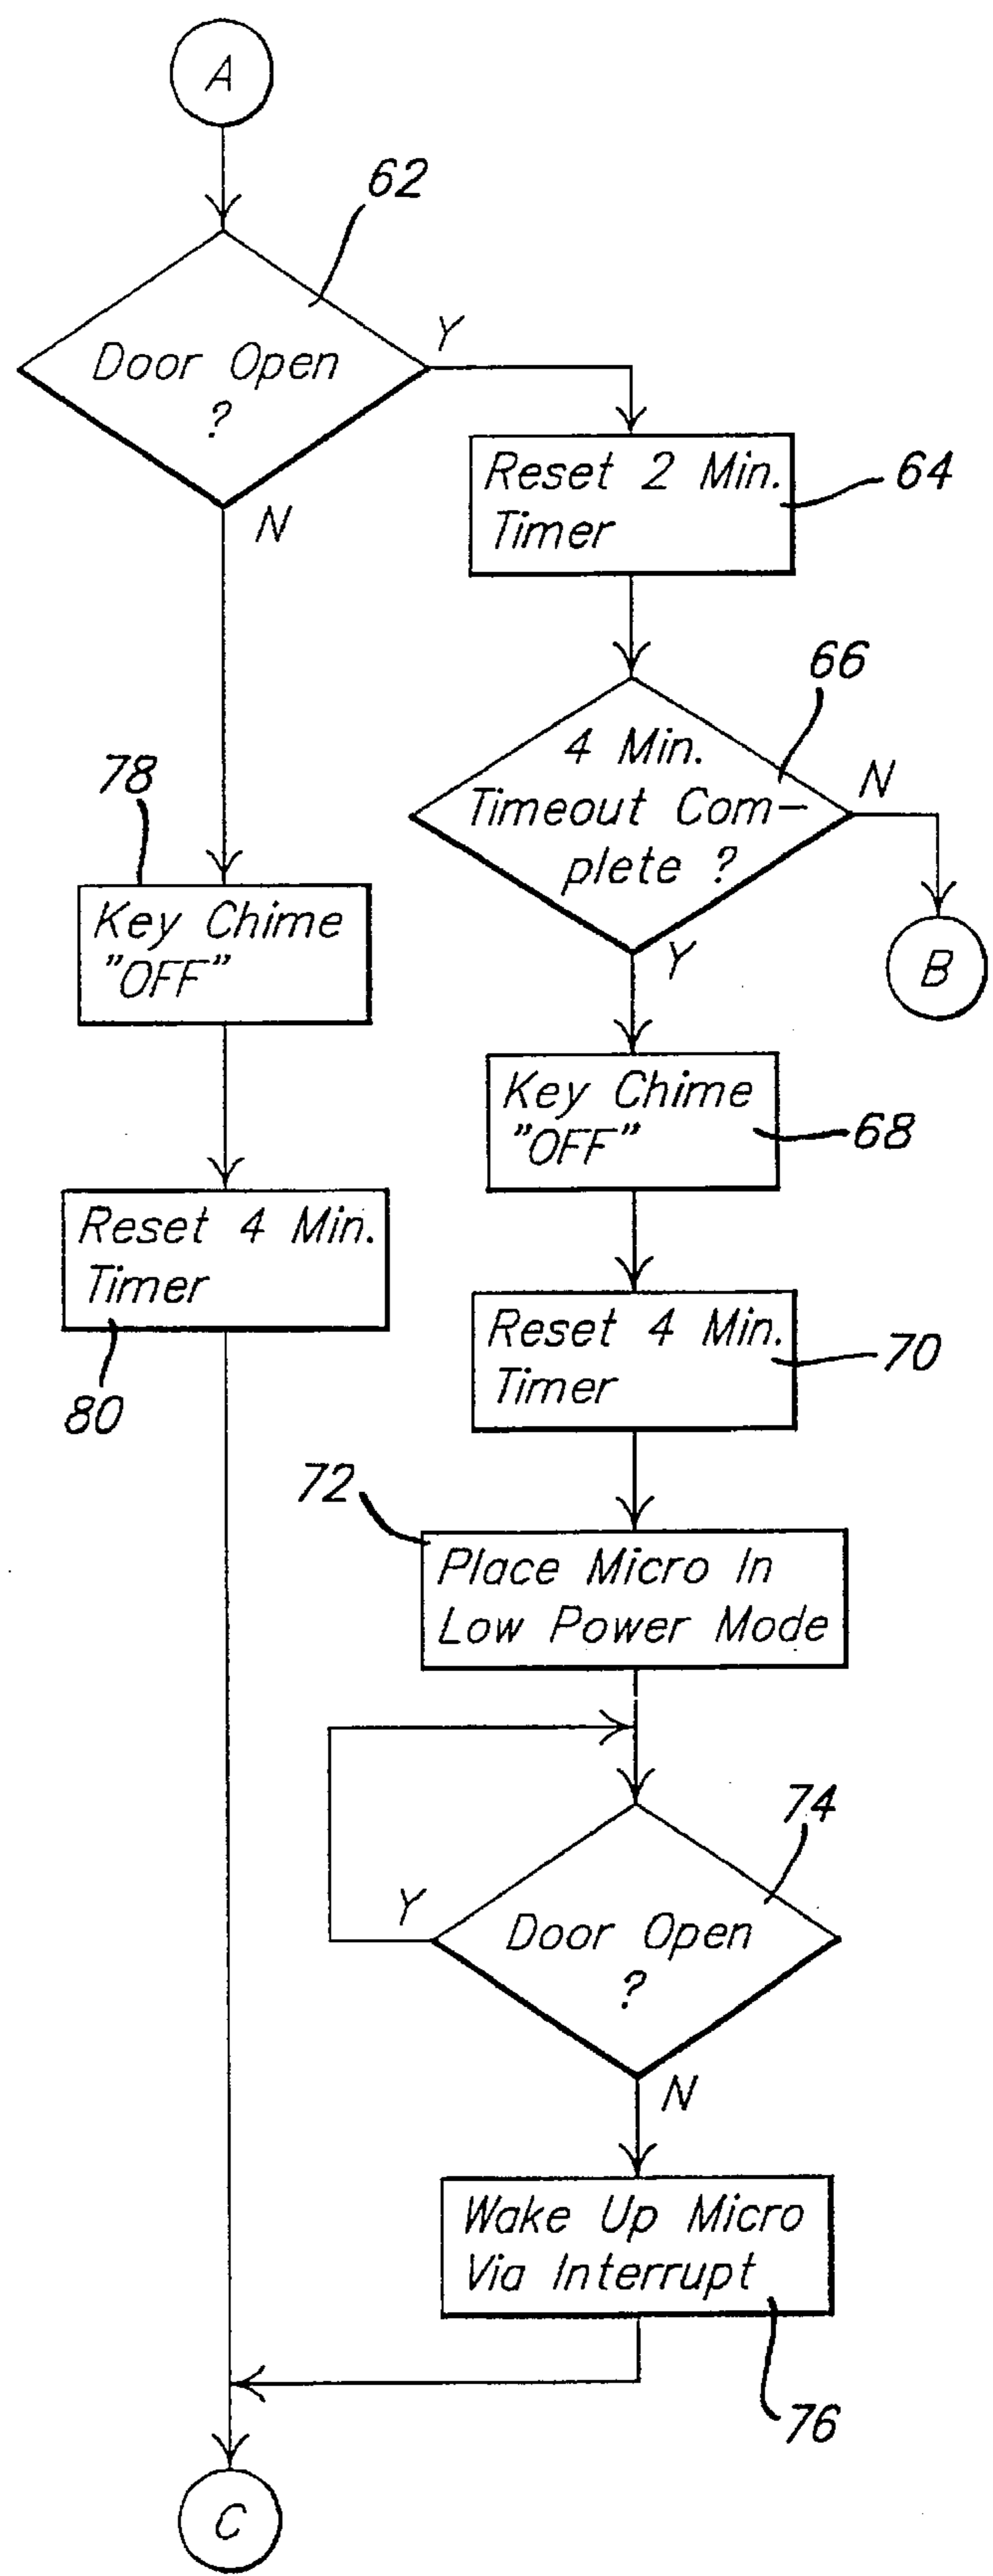 A
62
Door Open
?
Y
N
Reset 2 Min.
Timer
64
66
4 Min.
Timeout Com-
plete ?
N
Y
B
78
Key Chime
"OFF"
Key Chime
"OFF"
68
Reset 4 Min.
Timer
80
Reset 4 Min.
Timer
70
72
Place Micro In
Low Power Mode
74
Y
Door Open
?
N
Wake Up Micro
Via Interrupt
76
C